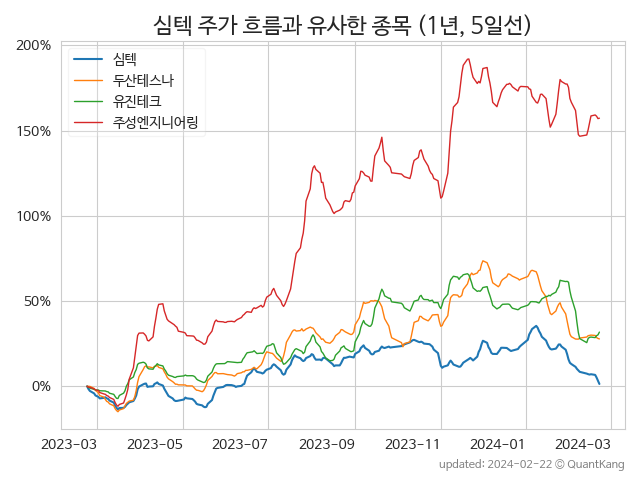 심텍 주가 흐름과 유사한 종목 (1년, 5일선)
200%
150%
100%
50%
0%
심텍
두산테스나
유진테크
주성엔지니어링
2023-03 2023-05 2023-07 2023-09 2023-11 2024-01 2024-03
updated: 2024-02-22 © QuantKang